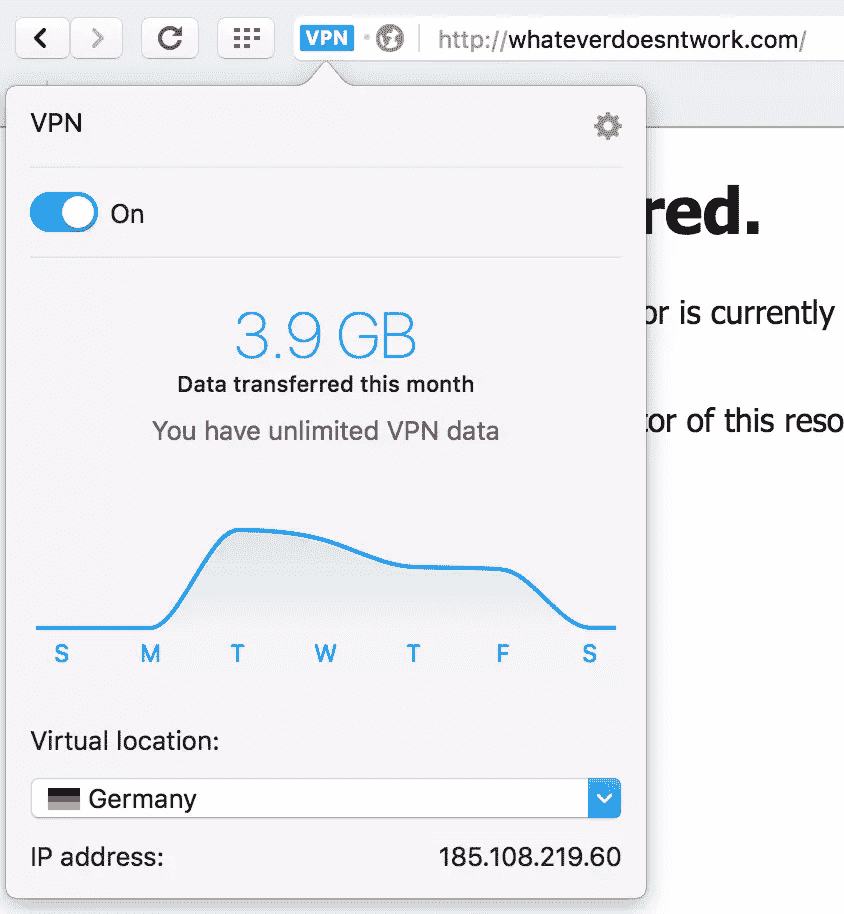 VPN http://whateverdoesntwork.com/
VPN
On
red.
3.9 GB
or is currently
Data transferred this month
You have unlimited VPN data
tor of this reso
S M T W T F S
Virtual location:
Germany
IP address: 185.108.219.60